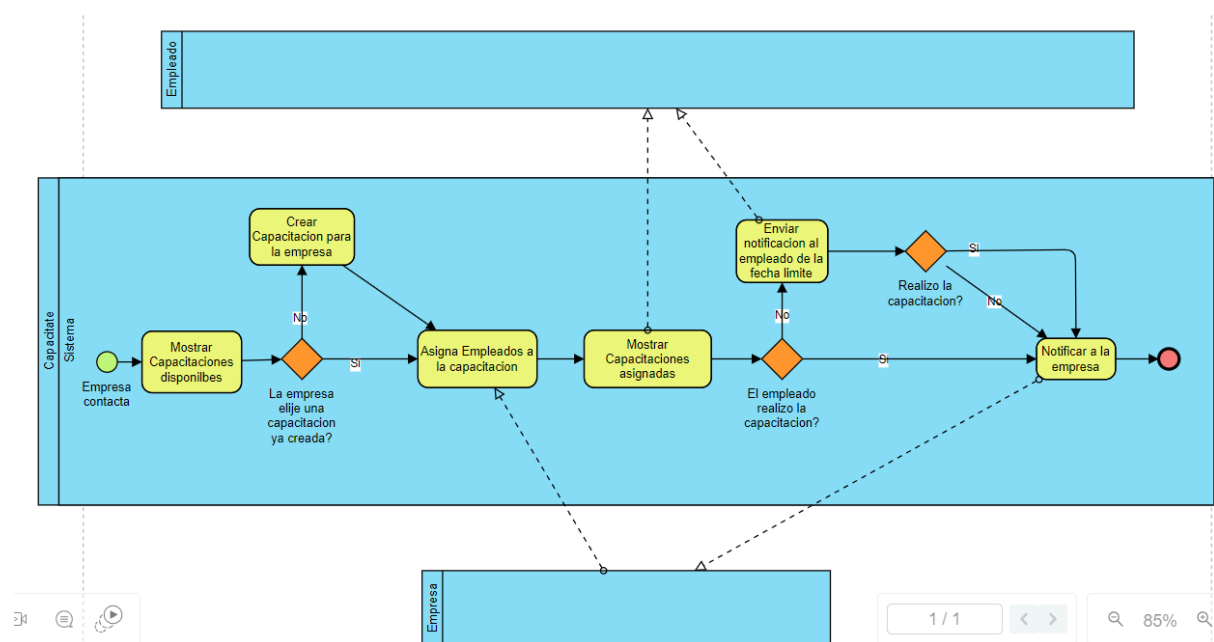 Empleado
Capacitate
Sistema
Empresa
contacta
Mostrar
Capacitaciones
disponilbes
Crear
Capacitacion para
la empresa
No
La empresa
elije una
capacitacion
ya creada?
Si
Asigna Empleados a
la capacitacion
Mostrar
Capacitaciones
asignadas
Enviar
notificacion al
empleado de la
fecha limite
No
El empleado
realizo la
capacitacion?
Si
Realizo la
capacitacion?
Si
No
Notificar a la
empresa
Empresa
1 / 1
85%